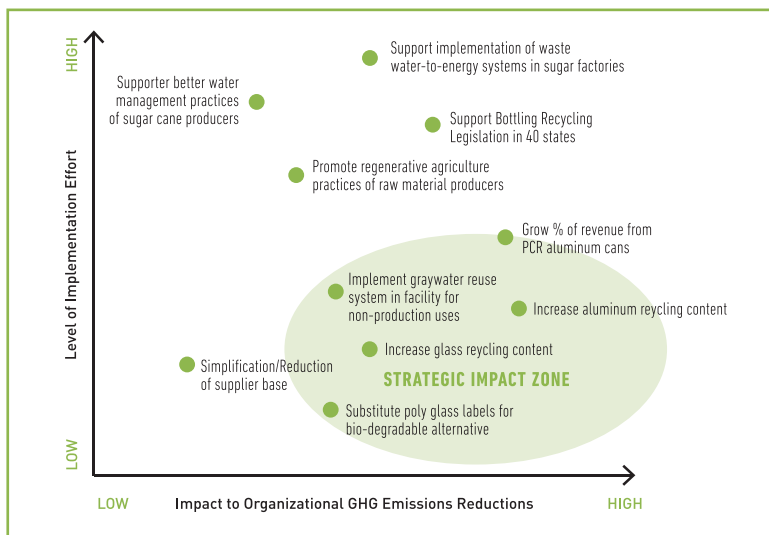 HIGH
Support implementation of waste
water-to-energy systems in sugar factories
Supporter better water
management practices
of sugar cane producers
Support Bottling Recycling
Legislation in 40 states
Promote regenerative agriculture
practices of raw material producers
Level of Implementation Effort
Grow % of revenue from
PCR aluminum cans
Implement graywater reuse
system in facility for
non-production uses
Increase aluminum reycling content
Increase glass reycling content
Simplification/Reduction
of supplier base
STRATEGIC IMPACT ZONE
Substitute poly glass labels for
bio-degradable alternative
LOW
LOW
Impact to Organizational GHG Emissions Reductions
HIGH